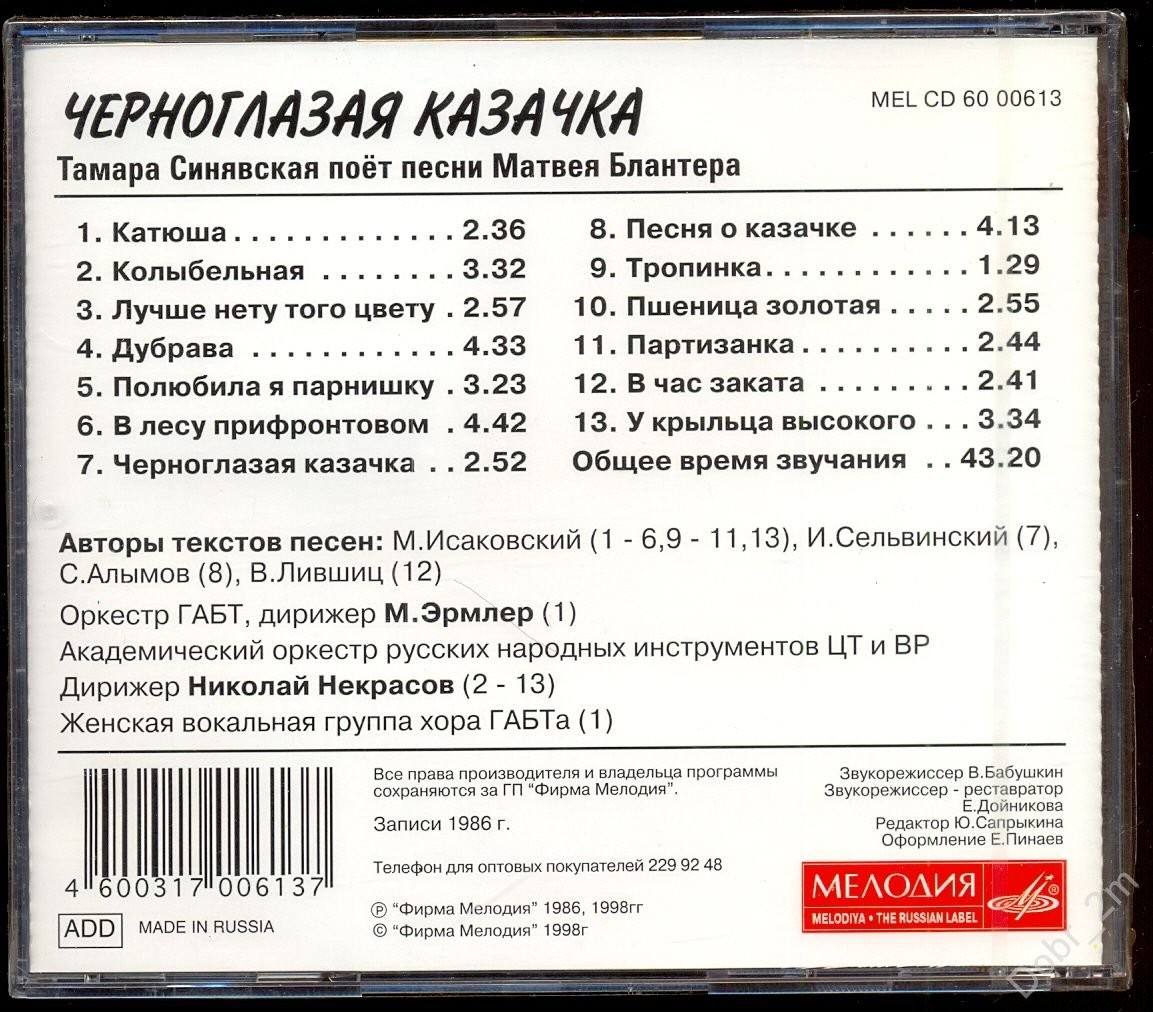 ЧЕРНОГЛАЗАЯ КАЗАЧКА
MEL CD 60 00613
Тамара Синявская поёт песни Матвея Блантера
1. Катюша.............. 2.36
2. Колыбельная ........ 3.32
3. Лучше нету того цвету . 2.57
4. Дубрава ............ 4.33
5. Полюбила я парнишку . 3.23
6. В лесу прифронтовом . 4.42
7. Черноглазая казачка .. 2.52
8. Песня о казачке ...... 4.13
9. Тропинка............ 1.29
10. Пшеница золотая ..... 2.55
11. Партизанка.......... 2.44
12. В час заката ......... 2.41
13. У крыльца высокого ... 3.34
Общее время звучания .. 43.20
Авторы текстов песен: М.Исаковский (1 - 6,9 - 11,13), И.Сельвинский (7),
С.Алымов (8), В.Лившиц (12)
Оркестр ГАБТ, дирижер М.Эрмлер (1)
Академический оркестр русских народных инструментов ЦТ и ВР
Дирижер Николай Некрасов (2 - 13)
Женская вокальная группа хора ГАБТа (1)
4 600317 006137
ADD MADE IN RUSSIA
Все права производителя и владельца программы
сохраняются за ГП “Фирма Мелодия”.
Записи 1986 г.
Телефон для оптовых покупателей 229 92 48
℗ “Фирма Мелодия” 1986, 1998гг
© “Фирма Мелодия” 1998г
Звукорежиссер В.Бабушкин
Звукорежиссер - реставратор
Е.Дойникова
Редактор Ю.Сапрыкина
Оформление Е.Пинаев
МЕЛОДИЯ ®
MELODIYA • THE RUSSIAN LABEL
Dobr_2m